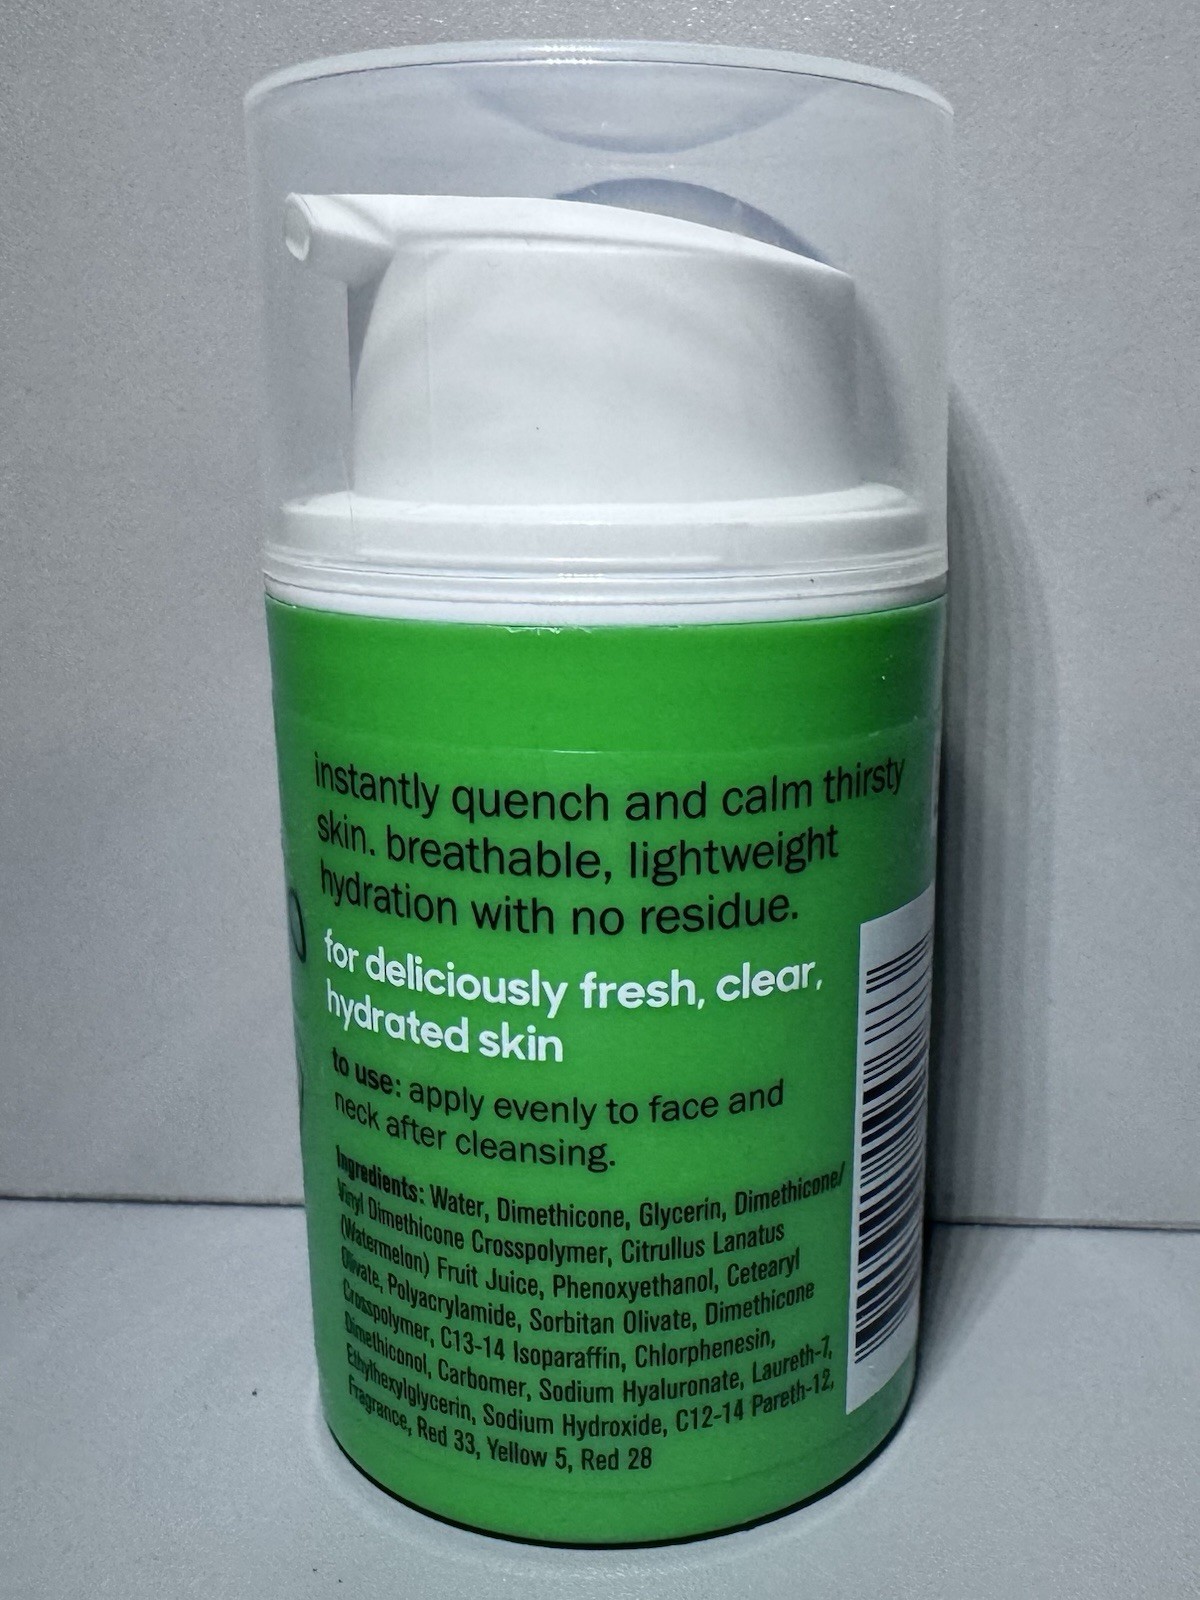 instantly quench and calm thirsty
skin. breathable, lightweight
hydration with no residue.
for deliciously fresh, clear,
hydrated skin
to use: apply evenly to face and
neck after cleansing.
Ingredients: Water, Dimethicone, Glycerin, Dimethicone/
Vinyl Dimethicone Crosspolymer, Citrullus Lanatus
(Watermelon) Fruit Juice, Phenoxyethanol, Cetearyl
Olivate, Polyacrylamide, Sorbitan Olivate, Dimethicone
Crosspolymer, C13-14 Isoparaffin, Chlorphenesin,
Dimethiconol, Carbomer, Sodium Hyaluronate, Laureth-7,
Ethylhexylglycerin, Sodium Hydroxide, C12-14 Pareth-12,
Fragrance, Red 33, Yellow 5, Red 28